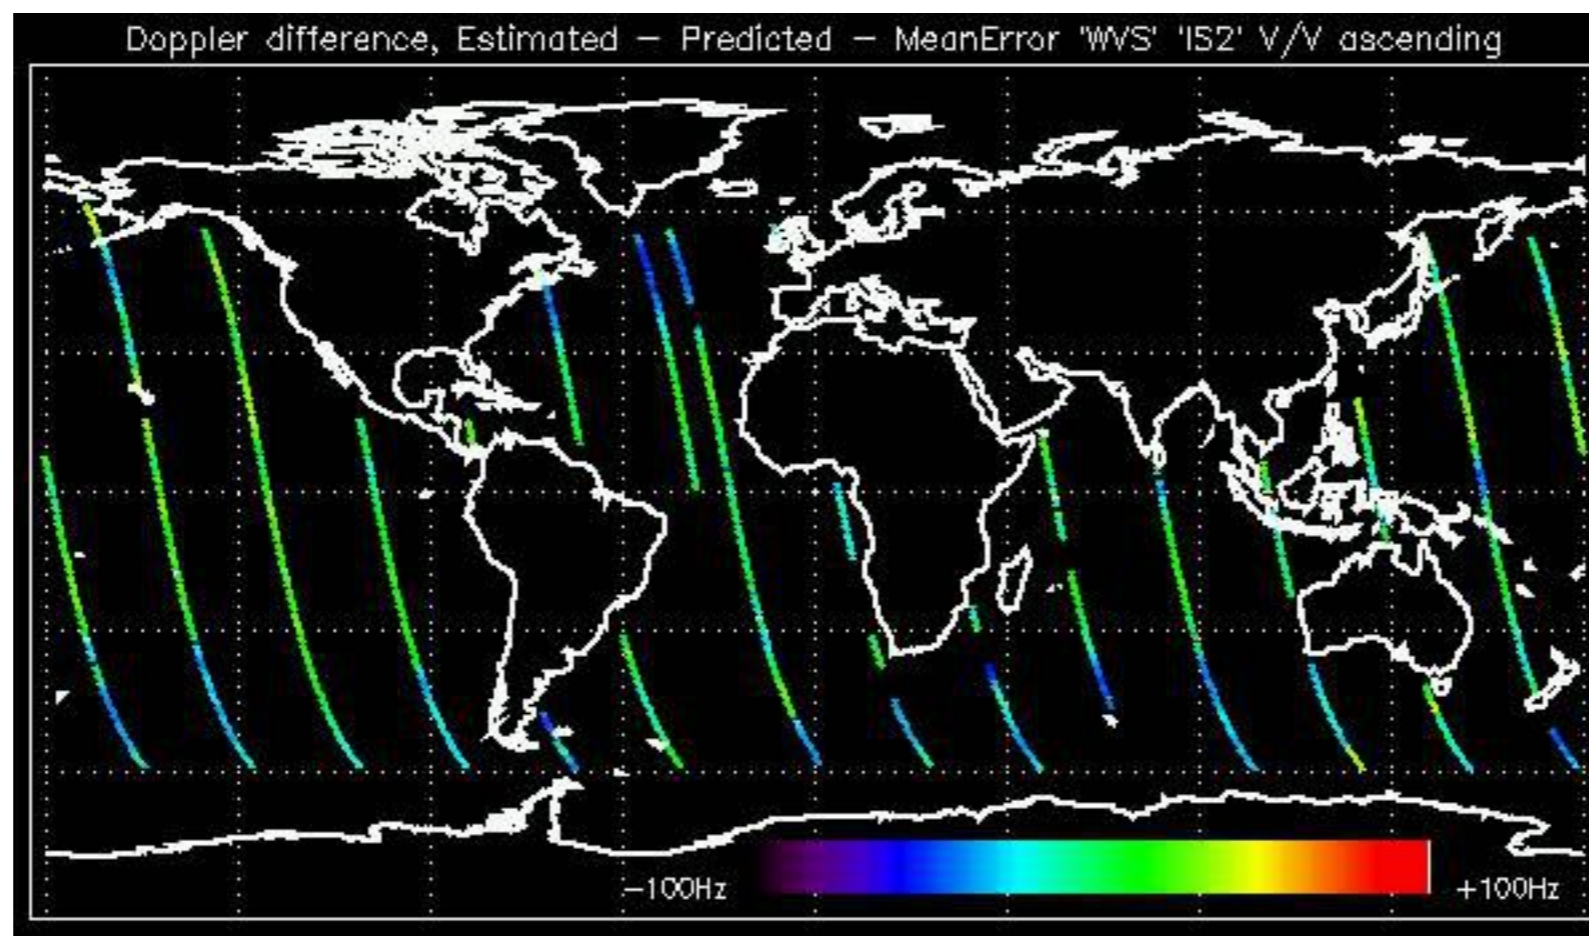 Doppler difference, Estimated – Predicted – MeanError 'WVS' 'IS2' V/V ascending
–100Hz
+100Hz